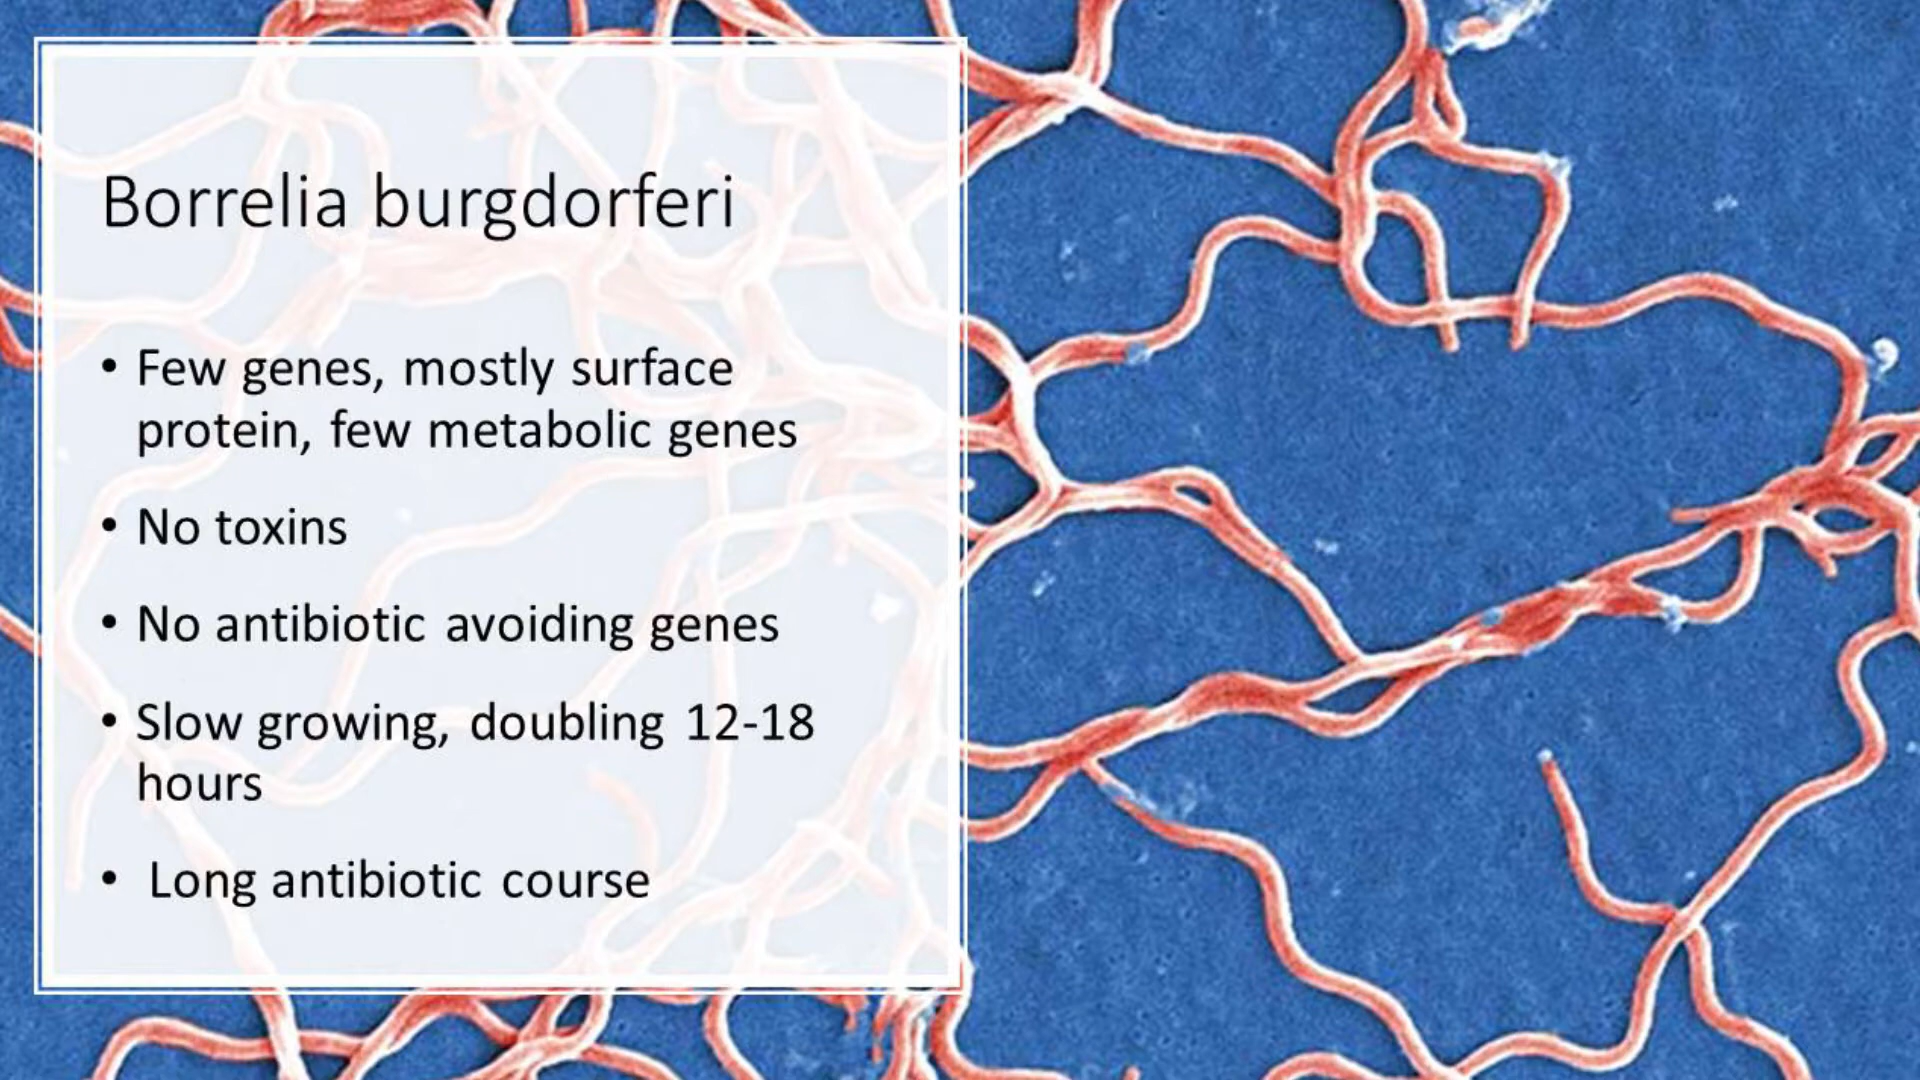 Borrelia burgdorferi
• Few genes, mostly surface
protein, few metabolic genes
• No toxins
• No antibiotic avoiding genes
• Slow growing, doubling 12-18
hours
• Long antibiotic course